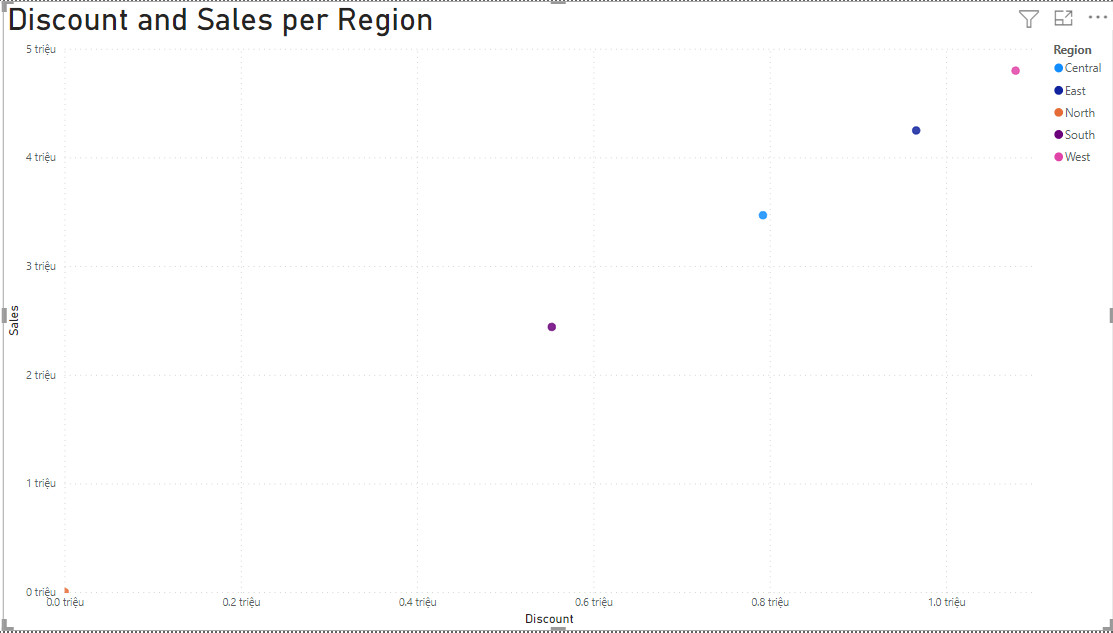 Discount and Sales per Region
Region
Central
East
North
South
West
5 triệu
4 triệu
3 triệu
2 triệu
1 triệu
0 triệu
Sales
0.0 triệu
0.2 triệu
0.4 triệu
0.6 triệu
0.8 triệu
1.0 triệu
Discount